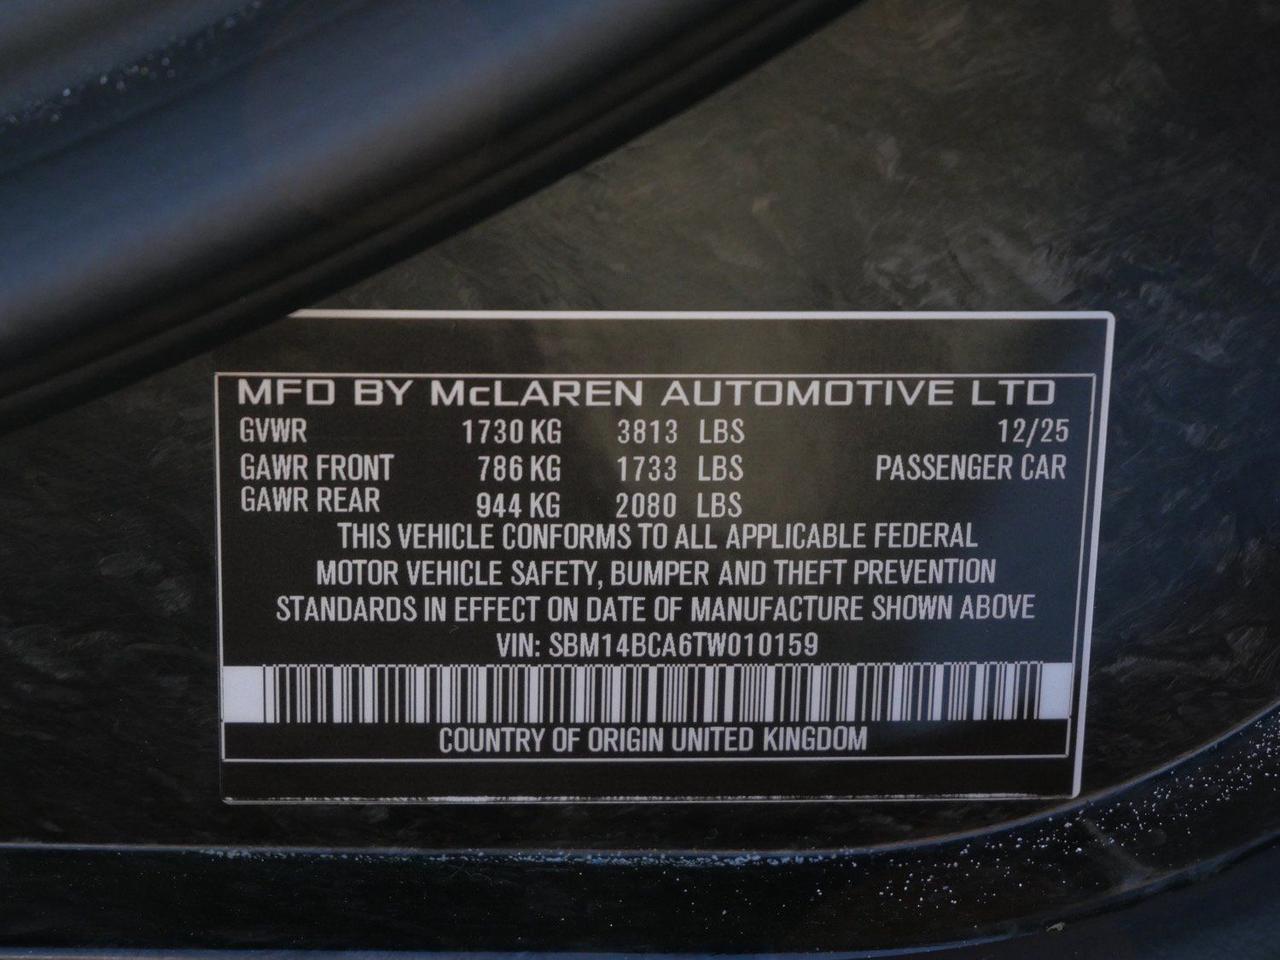 MFD BY McLAREN AUTOMOTIVE LTD
GVWR 1730 KG 3813 LBS 12/25
GAWR FRONT 786 KG 1733 LBS PASSENGER CAR
GAWR REAR 944 KG 2080 LBS
THIS VEHICLE CONFORMS TO ALL APPLICABLE FEDERAL
MOTOR VEHICLE SAFETY, BUMPER AND THEFT PREVENTION
STANDARDS IN EFFECT ON DATE OF MANUFACTURE SHOWN ABOVE
VIN: SBM14BCA6TW010159
COUNTRY OF ORIGIN UNITED KINGDOM